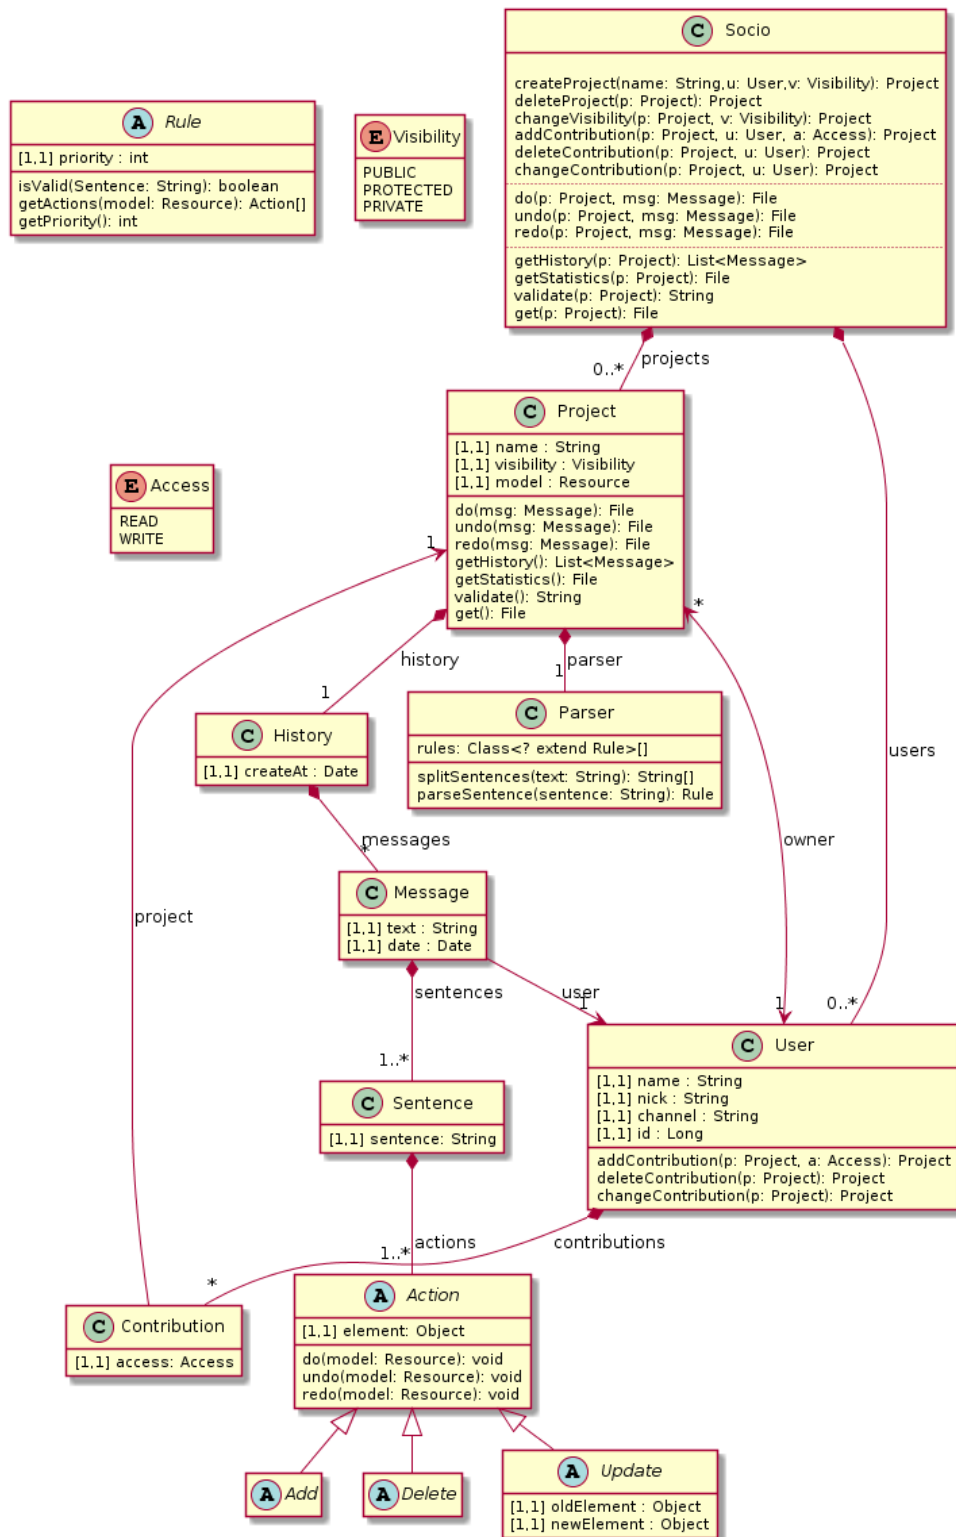 C Socio
createProject(name: String,u: User,v: Visibility): Project
deleteProject(p: Project): Project
changeVisibility(p: Project, v: Visibility): Project
addContribution(p: Project, u: User, a: Access): Project
deleteContribution(p: Project, u: User): Project
changeContribution(p: Project, u: User): Project
do(p: Project, msg: Message): File
undo(p: Project, msg: Message): File
redo(p: Project, msg: Message): File
getHistory(p: Project): List<Message>
getStatistics(p: Project): File
validate(p: Project): String
get(p: Project): File
A Rule
[1,1] priority : int
isValid(Sentence: String): boolean
getActions(model: Resource): Action[]
getPriority(): int
E Visibility
PUBLIC
PROTECTED
PRIVATE
projects
0..*
C Project
[1,1] name : String
[1,1] visibility : Visibility
[1,1] model : Resource
do(msg: Message): File
undo(msg: Message): File
redo(msg: Message): File
getHistory(): List<Message>
getStatistics(): File
validate(): String
get(): File
E Access
READ
WRITE
1
*
history
1
parser
1
C History
[1,1] createAt : Date
C Parser
rules: Class<? extend Rule>[]
splitSentences(text: String): String[]
parseSentence(sentence: String): Rule
users
owner
messages
*
C Message
[1,1] text : String
[1,1] date : Date
project
sentences
user
1
1
0..*
1..*
C User
[1,1] name : String
[1,1] nick : String
[1,1] channel : String
[1,1] id : Long
addContribution(p: Project, a: Access): Project
deleteContribution(p: Project): Project
changeContribution(p: Project): Project
C Sentence
[1,1] sentence: String
actions
1..*
contributions
*
C Contribution
[1,1] access: Access
A Action
[1,1] element: Object
do(model: Resource): void
undo(model: Resource): void
redo(model: Resource): void
A Add
A Delete
A Update
[1,1] oldElement : Object
[1,1] newElement : Object